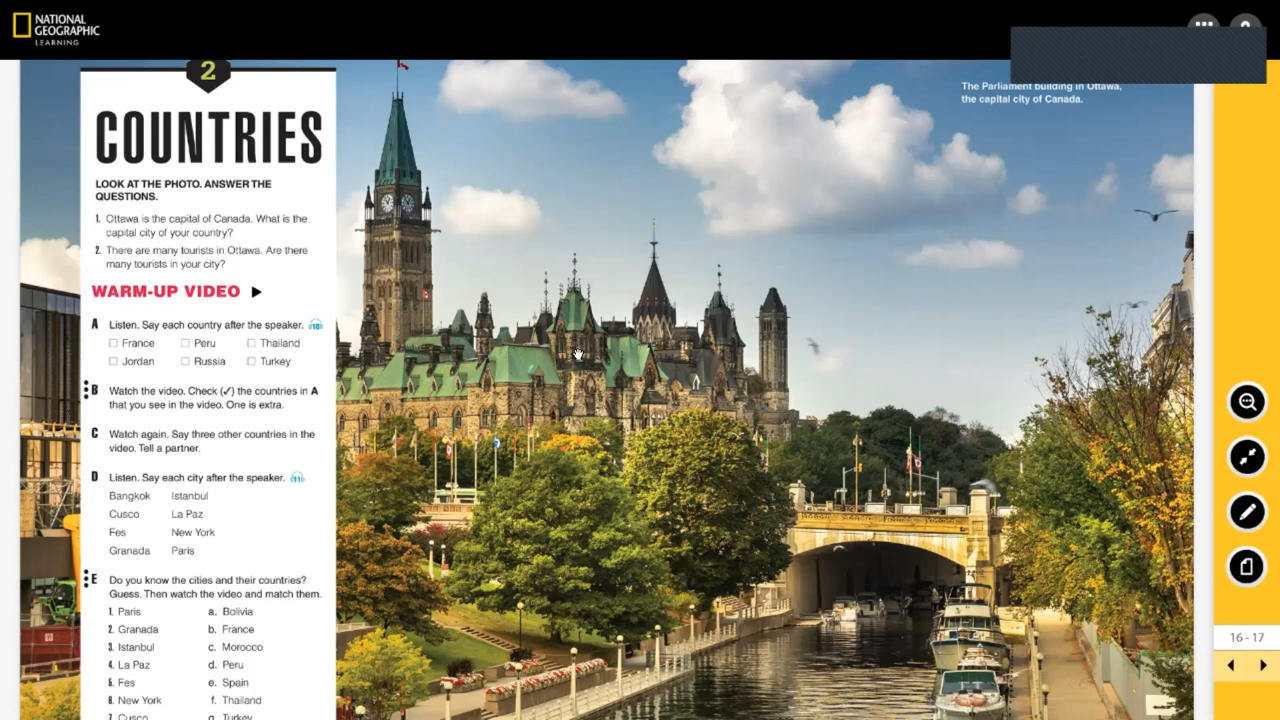 NATIONAL
GEOGRAPHIC
LEARNING
2
COUNTRIES
LOOK AT THE PHOTO. ANSWER THE
QUESTIONS.
1. Ottawa is the capital of Canada. What is the
capital city of your country?
2. There are many tourists in Ottawa. Are there
many tourists in your city?
WARM-UP VIDEO
A Listen. Say each country after the speaker. 10
France Peru Thailand
Jordan Russia Turkey
B Watch the video. Check (✓) the countries in A
that you see in the video. One is extra.
C Watch again. Say three other countries in the
video. Tell a partner.
D Listen. Say each city after the speaker. 11
Bangkok Istanbul
Cusco La Paz
Fes New York
Granada Paris
E Do you know the cities and their countries?
Guess. Then watch the video and match them.
1. Paris a. Bolivia
2. Granada b. France
3. Istanbul c. Morocco
4. La Paz d. Peru
5. Fes e. Spain
6. New York f. Thailand
7. Cusco g. Turkey
The Parliament building in Ottawa,
the capital city of Canada.
16 - 17